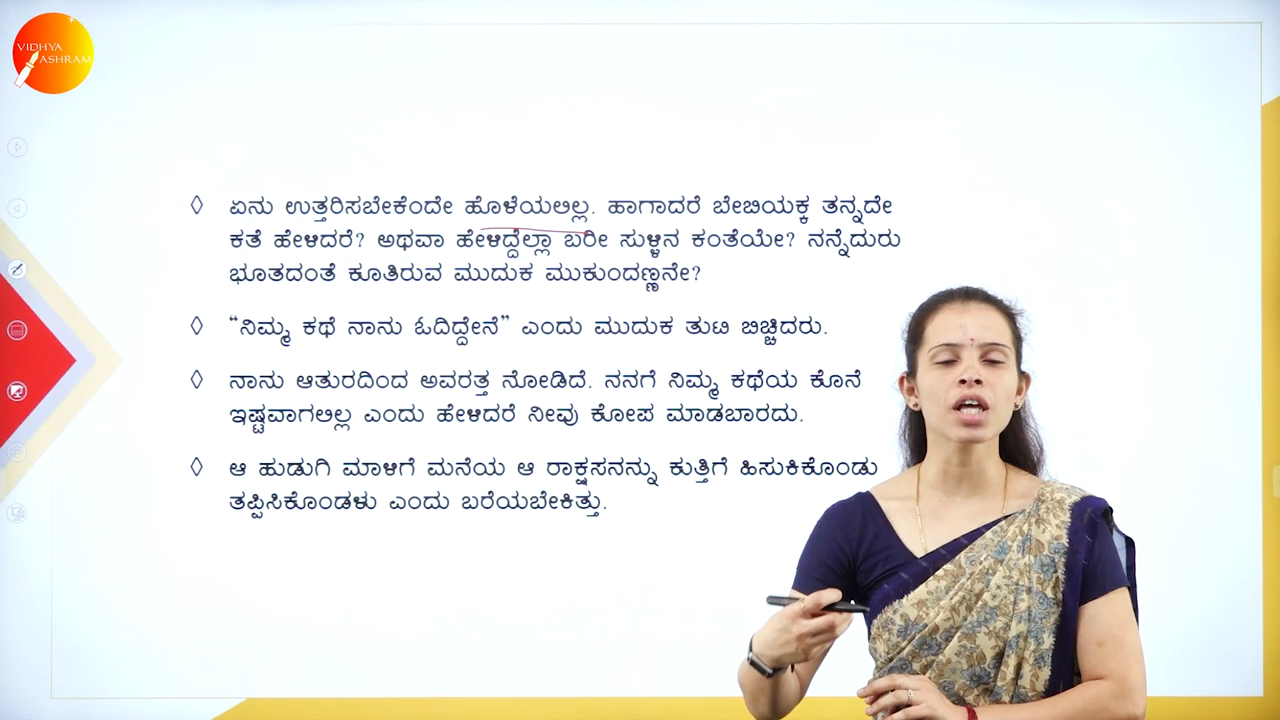 VIDHYA
ASHRAM
ಏನು ಉತ್ತರಿಸಬೇಕೆಂದೇ ಹೊಳೆಯಲಿಲ್ಲ. ಹಾಗಾದರೆ ಬೇಬಿಯಕ್ಕ ತನ್ನದೇ
ಕತೆ ಹೇಳಿದರೆ? ಅಥವಾ ಹೇಳಿದ್ದೆಲ್ಲಾ ಬರೀ ಸುಳ್ಳಿನ ಕಂತೆಯೇ? ನನ್ನೆದುರು
ಭೂತದಂತೆ ಕೂತಿರುವ ಮುದುಕ ಮುಕುಂದಣ್ಣನೇ?
“ನಿಮ್ಮ ಕಥೆ ನಾನು ಓದಿದ್ದೇನೆ” ಎಂದು ಮುದುಕ ತುಟಿ ಬಿಚ್ಚಿದರು.
ನಾನು ಆತುರದಿಂದ ಅವರತ್ತ ನೋಡಿದೆ. ನನಗೆ ನಿಮ್ಮ ಕಥೆಯ ಕೊನೆ
ಇಷ್ಟವಾಗಲಿಲ್ಲ ಎಂದು ಹೇಳಿದರೆ ನೀವು ಕೋಪ ಮಾಡಬಾರದು.
ಆ ಹುಡುಗಿ ಮಾಳಿಗೆ ಮನೆಯ ಆ ರಾಕ್ಷಸನನ್ನು ಕುತ್ತಿಗೆ ಹಿಸುಕಿಕೊಂಡು
ತಪ್ಪಿಸಿಕೊಂಡಳು ಎಂದು ಬರೆಯಬೇಕಿತ್ತು.